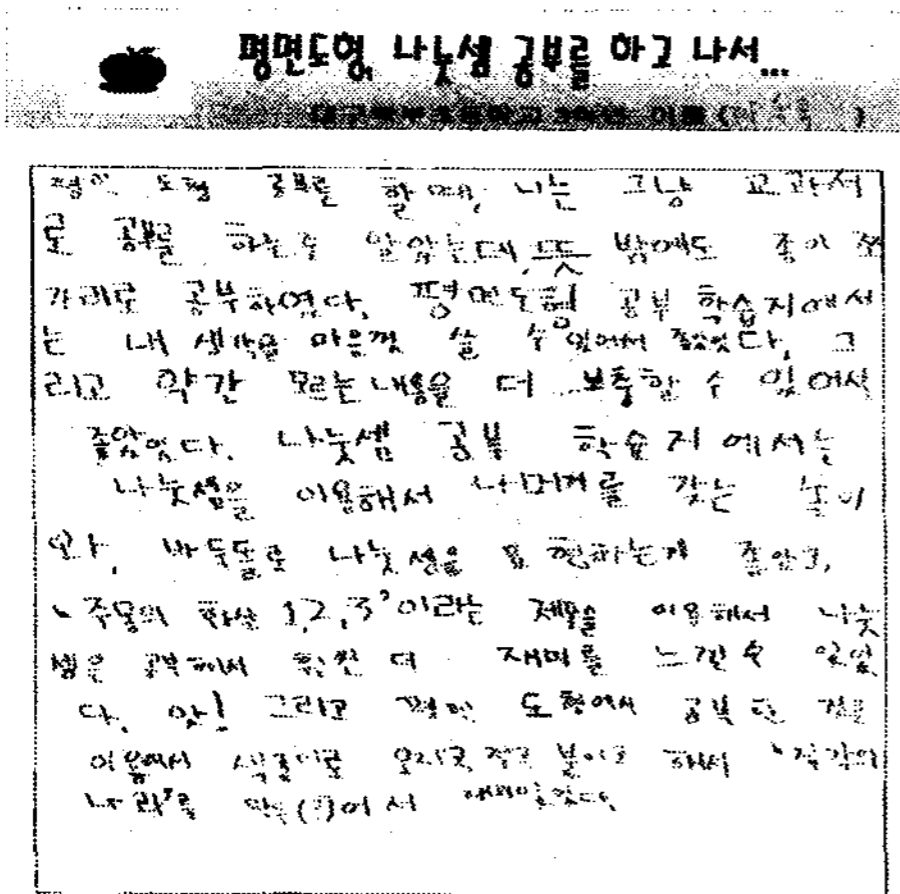 평면도형, 나눗셈 공부를 하고 나서...
이름 (
평면 도형 공부를 할 때, 나는 그냥 교과서
로 공부를 하는 줄 알았는데, 뜻 밖에도 종이 쪼
가리로 공부하였다. 평면도형 공부 학습지에서
는 내 생각을 마음껏 쓸 수 있어서 좋았었다. 그
리고 약간 모르는 내용을 더 보충할 수 있어서
좋았었다. 나눗셈 공부 학습지에서는
나눗셈을 이용해서 나머지를 갖는 놀이
와, 바둑돌로 나눗셈을 표현하는게 좋았고,
'주몽의 화살 1,2,3'이라는 제목을 이용해서 나눗
셈을 공부해서 훨씬 더 재미를 느낄 수 있었
다. 앗! 그리고 평면 도형에서 공부한 것을
이용해서 색종이로 오리고 접고 붙이고 해서 '직각의
나라'를 만들(?)어서 재미있었다.